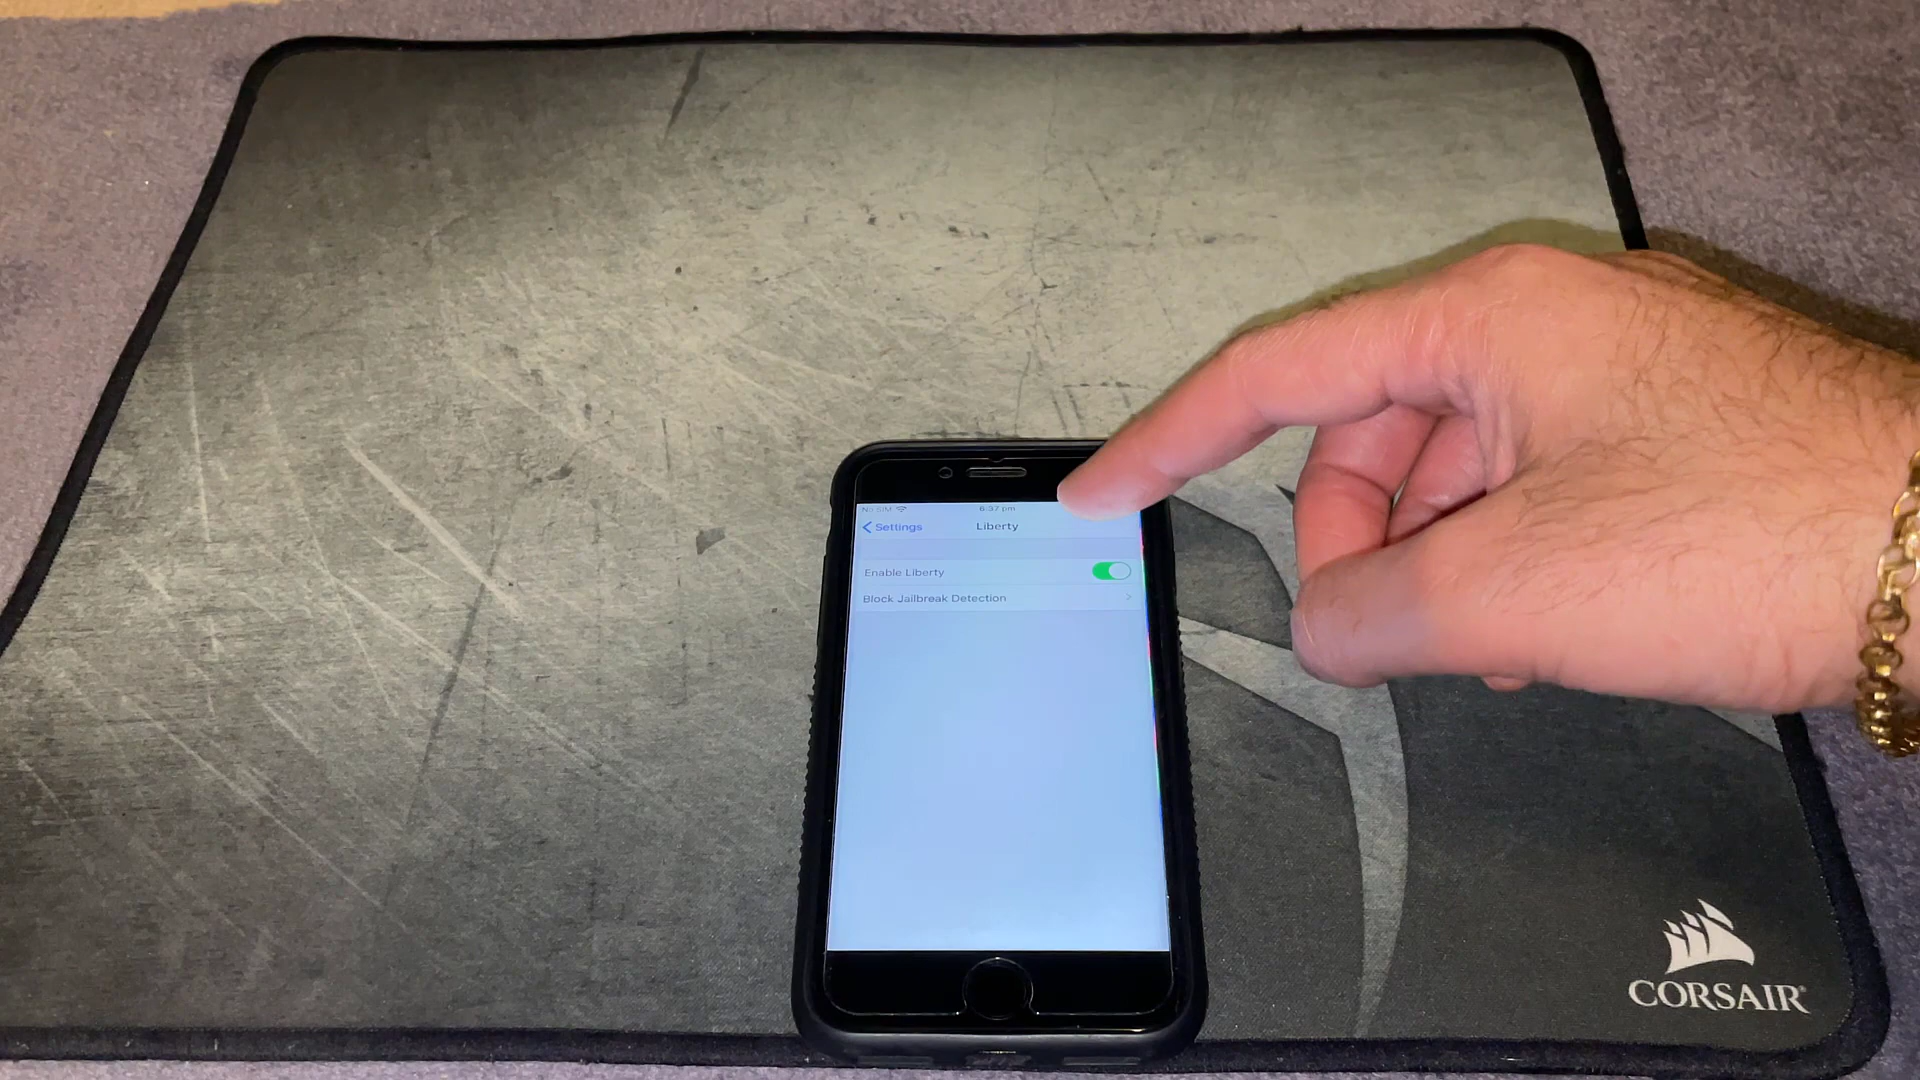 No SIM 6:37 pm
Settings Liberty
Enable Liberty
Block Jailbreak Detection
CORSAIR